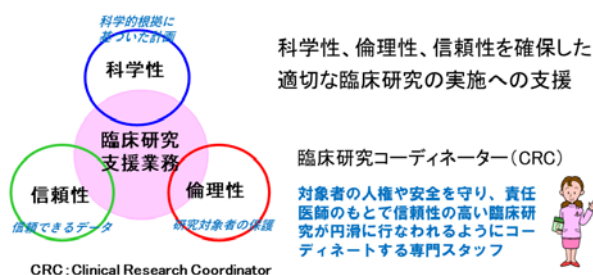 科学的根拠に
基づいた計画
科学性
臨床研究
支援業務
信頼性
倫理性
信頼できるデータ
研究対象者の保護
CRC：Clinical Research Coordinator
科学性、倫理性、信頼性を確保した
適切な臨床研究の実施への支援
臨床研究コーディネーター（CRC）
対象者の人権や安全を守り、責任
医師のもとで信頼性の高い臨床研
究が円滑に行なわれるようにコー
ディネートする専門スタッフ